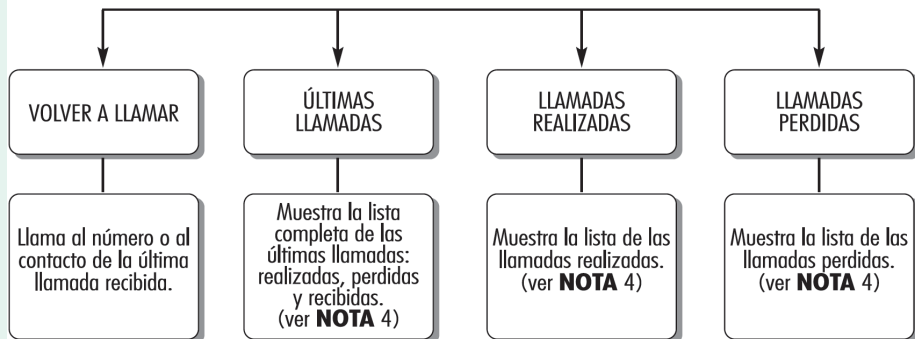 VOLVER A LLAMAR
ÚLTIMAS
LLAMADAS
LLAMADAS
REALIZADAS
LLAMADAS
PERDIDAS
Llama al número o al
contacto de la última
llamada recibida.
Muestra la lista
completa de las
últimas llamadas:
realizadas, perdidas
y recibidas.
(ver NOTA 4)
Muestra la lista de las
llamadas realizadas.
(ver NOTA 4)
Muestra la lista de las
llamadas perdidas.
(ver NOTA 4)